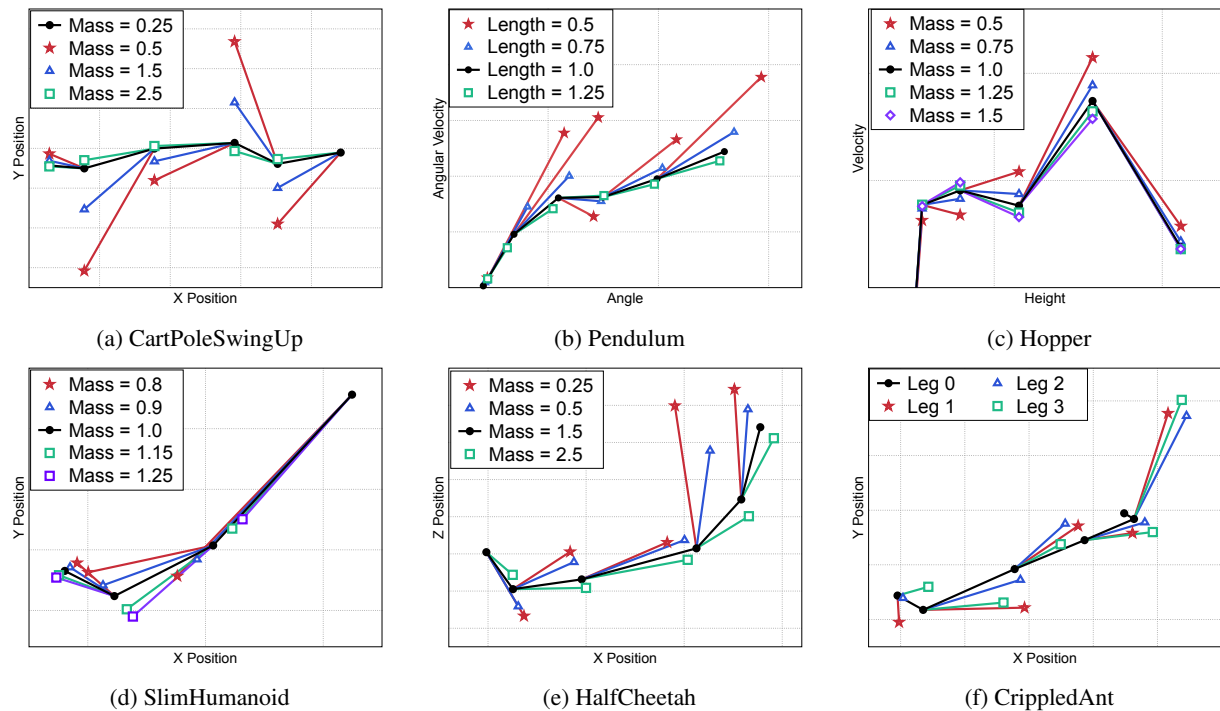 Mass = 0.25
Mass = 0.5
Mass = 1.5
Mass = 2.5
Y Position
X Position
(a) CartPoleSwingUp
Length = 0.5
Length = 0.75
Length = 1.0
Length = 1.25
Angular Velocity
Angle
(b) Pendulum
Mass = 0.5
Mass = 0.75
Mass = 1.0
Mass = 1.25
Mass = 1.5
Velocity
Height
(c) Hopper
Mass = 0.8
Mass = 0.9
Mass = 1.0
Mass = 1.15
Mass = 1.25
Y Position
X Position
(d) SlimHumanoid
Mass = 0.25
Mass = 0.5
Mass = 1.5
Mass = 2.5
Z Position
X Position
(e) HalfCheetah
Leg 0 Leg 2
Leg 1 Leg 3
Y Position
X Position
(f) CrippledAnt